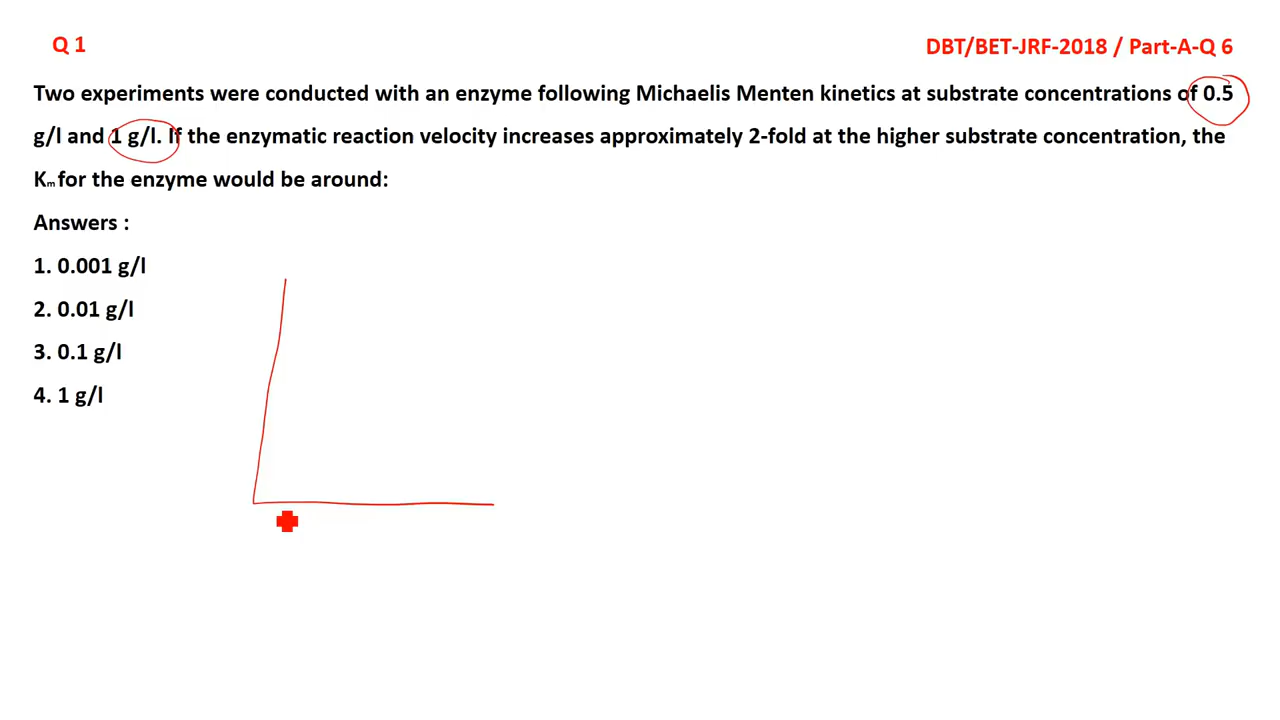 Q 1
DBT/BET-JRF-2018 / Part-A-Q 6
Two experiments were conducted with an enzyme following Michaelis Menten kinetics at substrate concentrations of 0.5
g/l and 1 g/l. If the enzymatic reaction velocity increases approximately 2-fold at the higher substrate concentration, the
Kₘ for the enzyme would be around:
Answers :
1. 0.001 g/l
2. 0.01 g/l
3. 0.1 g/l
4. 1 g/l